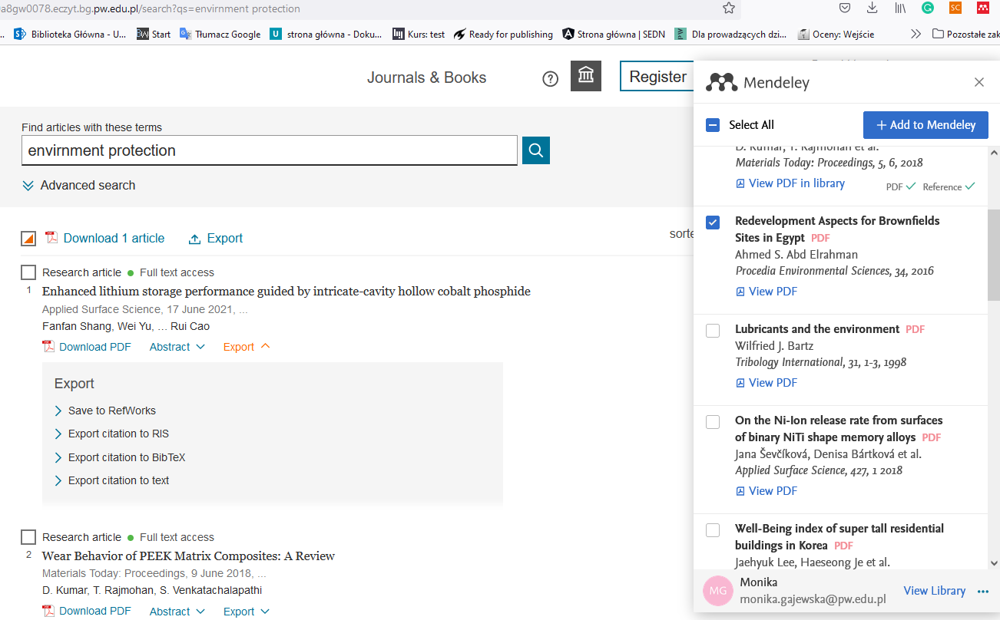 a8gw0078.eczyt.bg.pw.edu.pl/search?qs=envirnment protection
Biblioteka Główna - U... Start Tłumacz Google strona główna - Doku... Kurs: test Ready for publishing Strona główna | SEDN Dla prowadzących dzi... Oceny: Wejście Pozostałe zak
Journals & Books
Register
Find articles with these terms
envirnment protection
Advanced search
Download 1 article Export
sorte
Research article Full text access
1 Enhanced lithium storage performance guided by intricate-cavity hollow cobalt phosphide
Applied Surface Science, 17 June 2021, ...
Fanfan Shang, Wei Yu, ... Rui Cao
Download PDF Abstract Export
Export
Save to RefWorks
Export citation to RIS
Export citation to BibTeX
Export citation to text
Research article Full text access
2 Wear Behavior of PEEK Matrix Composites: A Review
Materials Today: Proceedings, 9 June 2018, ...
D. Kumar, T. Rajmohan, S. Venkatachalapathi
Download PDF Abstract Export
Mendeley
Select All + Add to Mendeley
D. Kumar, T. Rajmohan et al.
Materials Today: Proceedings, 5, 6, 2018
View PDF in library PDF Reference
Redevelopment Aspects for Brownfields
Sites in Egypt PDF
Ahmed S. Abd Elrahman
Procedia Environmental Sciences, 34, 2016
View PDF
Lubricants and the environment PDF
Wilfried J. Bartz
Tribology International, 31, 1-3, 1998
View PDF
On the Ni-Ion release rate from surfaces
of binary NiTi shape memory alloys PDF
Jana Ševčíková, Denisa Bártková et al.
Applied Surface Science, 427, 1 2018
View PDF
Well-Being index of super tall residential
buildings in Korea PDF
Jaehyuk Lee, Haeseong Je et al.
MG Monika
monika.gajewska@pw.edu.pl
View Library